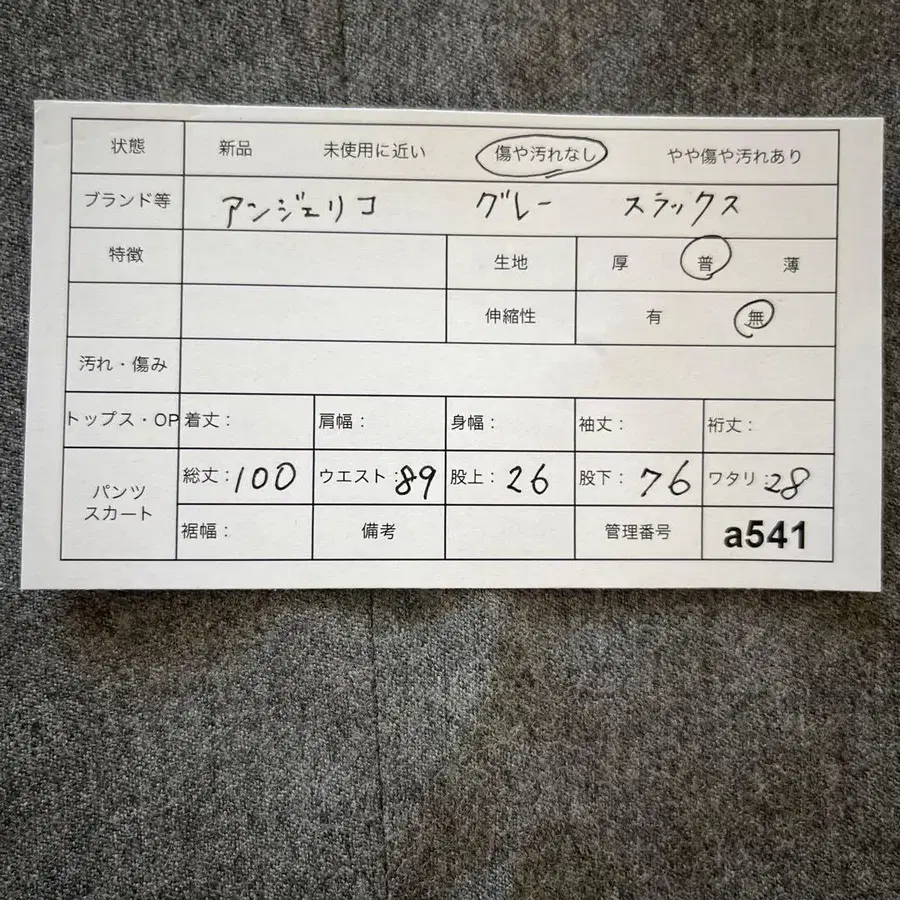 状態 新品 未使用に近い 傷や汚れなし やや傷や汚れあり
ブランド等 アンジェリコ グレー スラックス
特徴 生地 厚 普 薄
伸縮性 有 無
汚れ・傷み
トップス・OP 着丈： 肩幅： 身幅： 袖丈： 裄丈：
パンツ スカート 総丈：100 ウエスト：89 股上：26 股下：76 ワタリ：28
裾幅： 備考 管理番号 a541